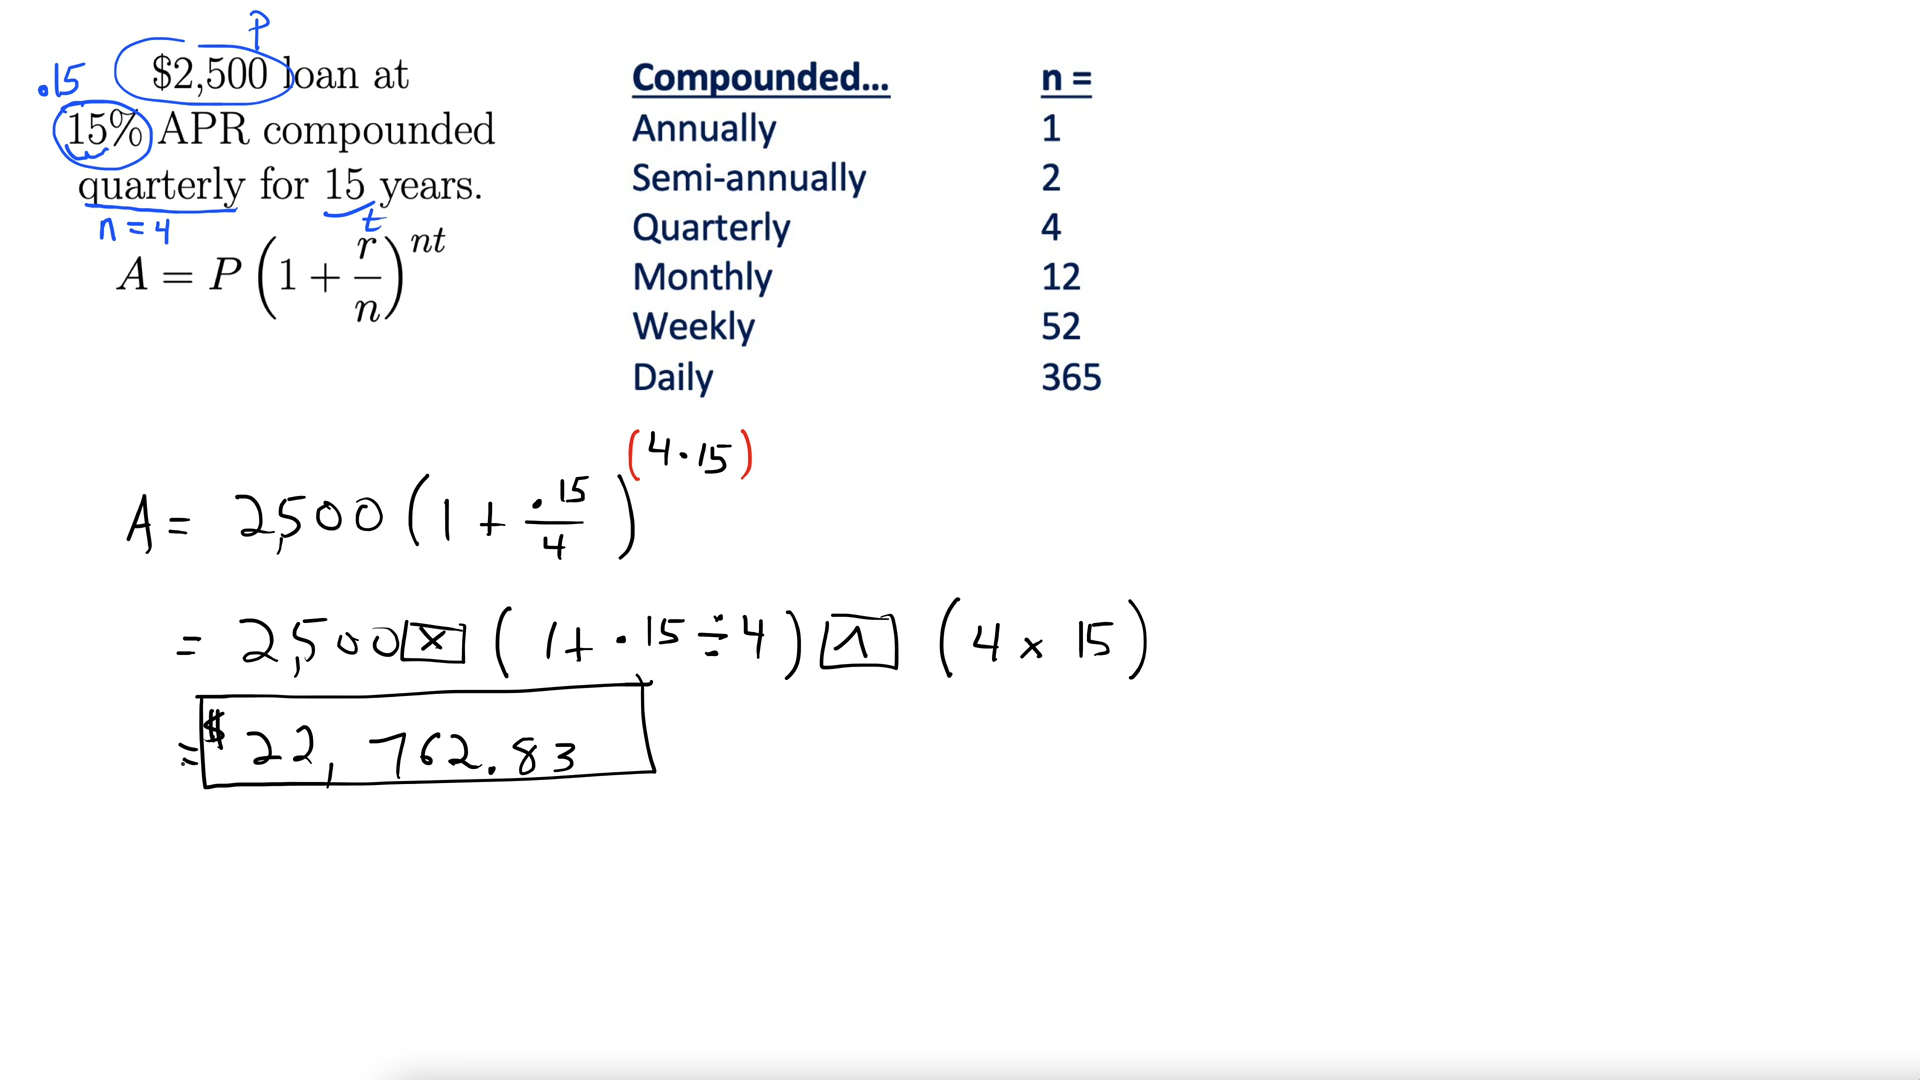 P
.15
$2,500 loan at
15% APR compounded
quarterly for 15 years.
n = 4
t
A = P(1 + r/n)^nt
Compounded... n =
Annually 1
Semi-annually 2
Quarterly 4
Monthly 12
Weekly 52
Daily 365
A = 2,500(1 + .15/4)^(4·15)
= 2,500 × (1 + .15 ÷ 4) ^ (4 × 15)
= $22,762.83